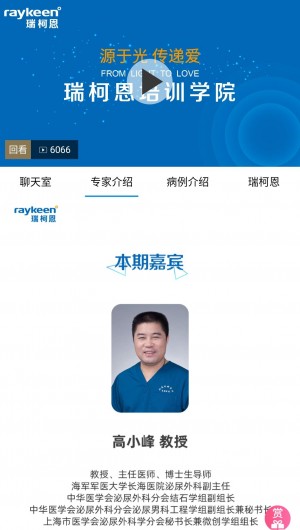 raykeen
瑞柯恩
源于光 传递爱
FROM LIGHT TO LOVE
瑞柯恩培训学院
回看 6066
聊天室 专家介绍 病例介绍 瑞柯恩
raykeen
瑞柯恩
本期嘉宾
高小峰 教授
教授、主任医师、博士生导师
海军军医大学长海医院泌尿外科副主任
中华医学会泌尿外科分会结石学组副组长
中华医学会泌尿外科分会泌尿男科工程学组副组长兼秘书长
上海市医学会泌尿外科分会秘书长兼微创学组组长
赏